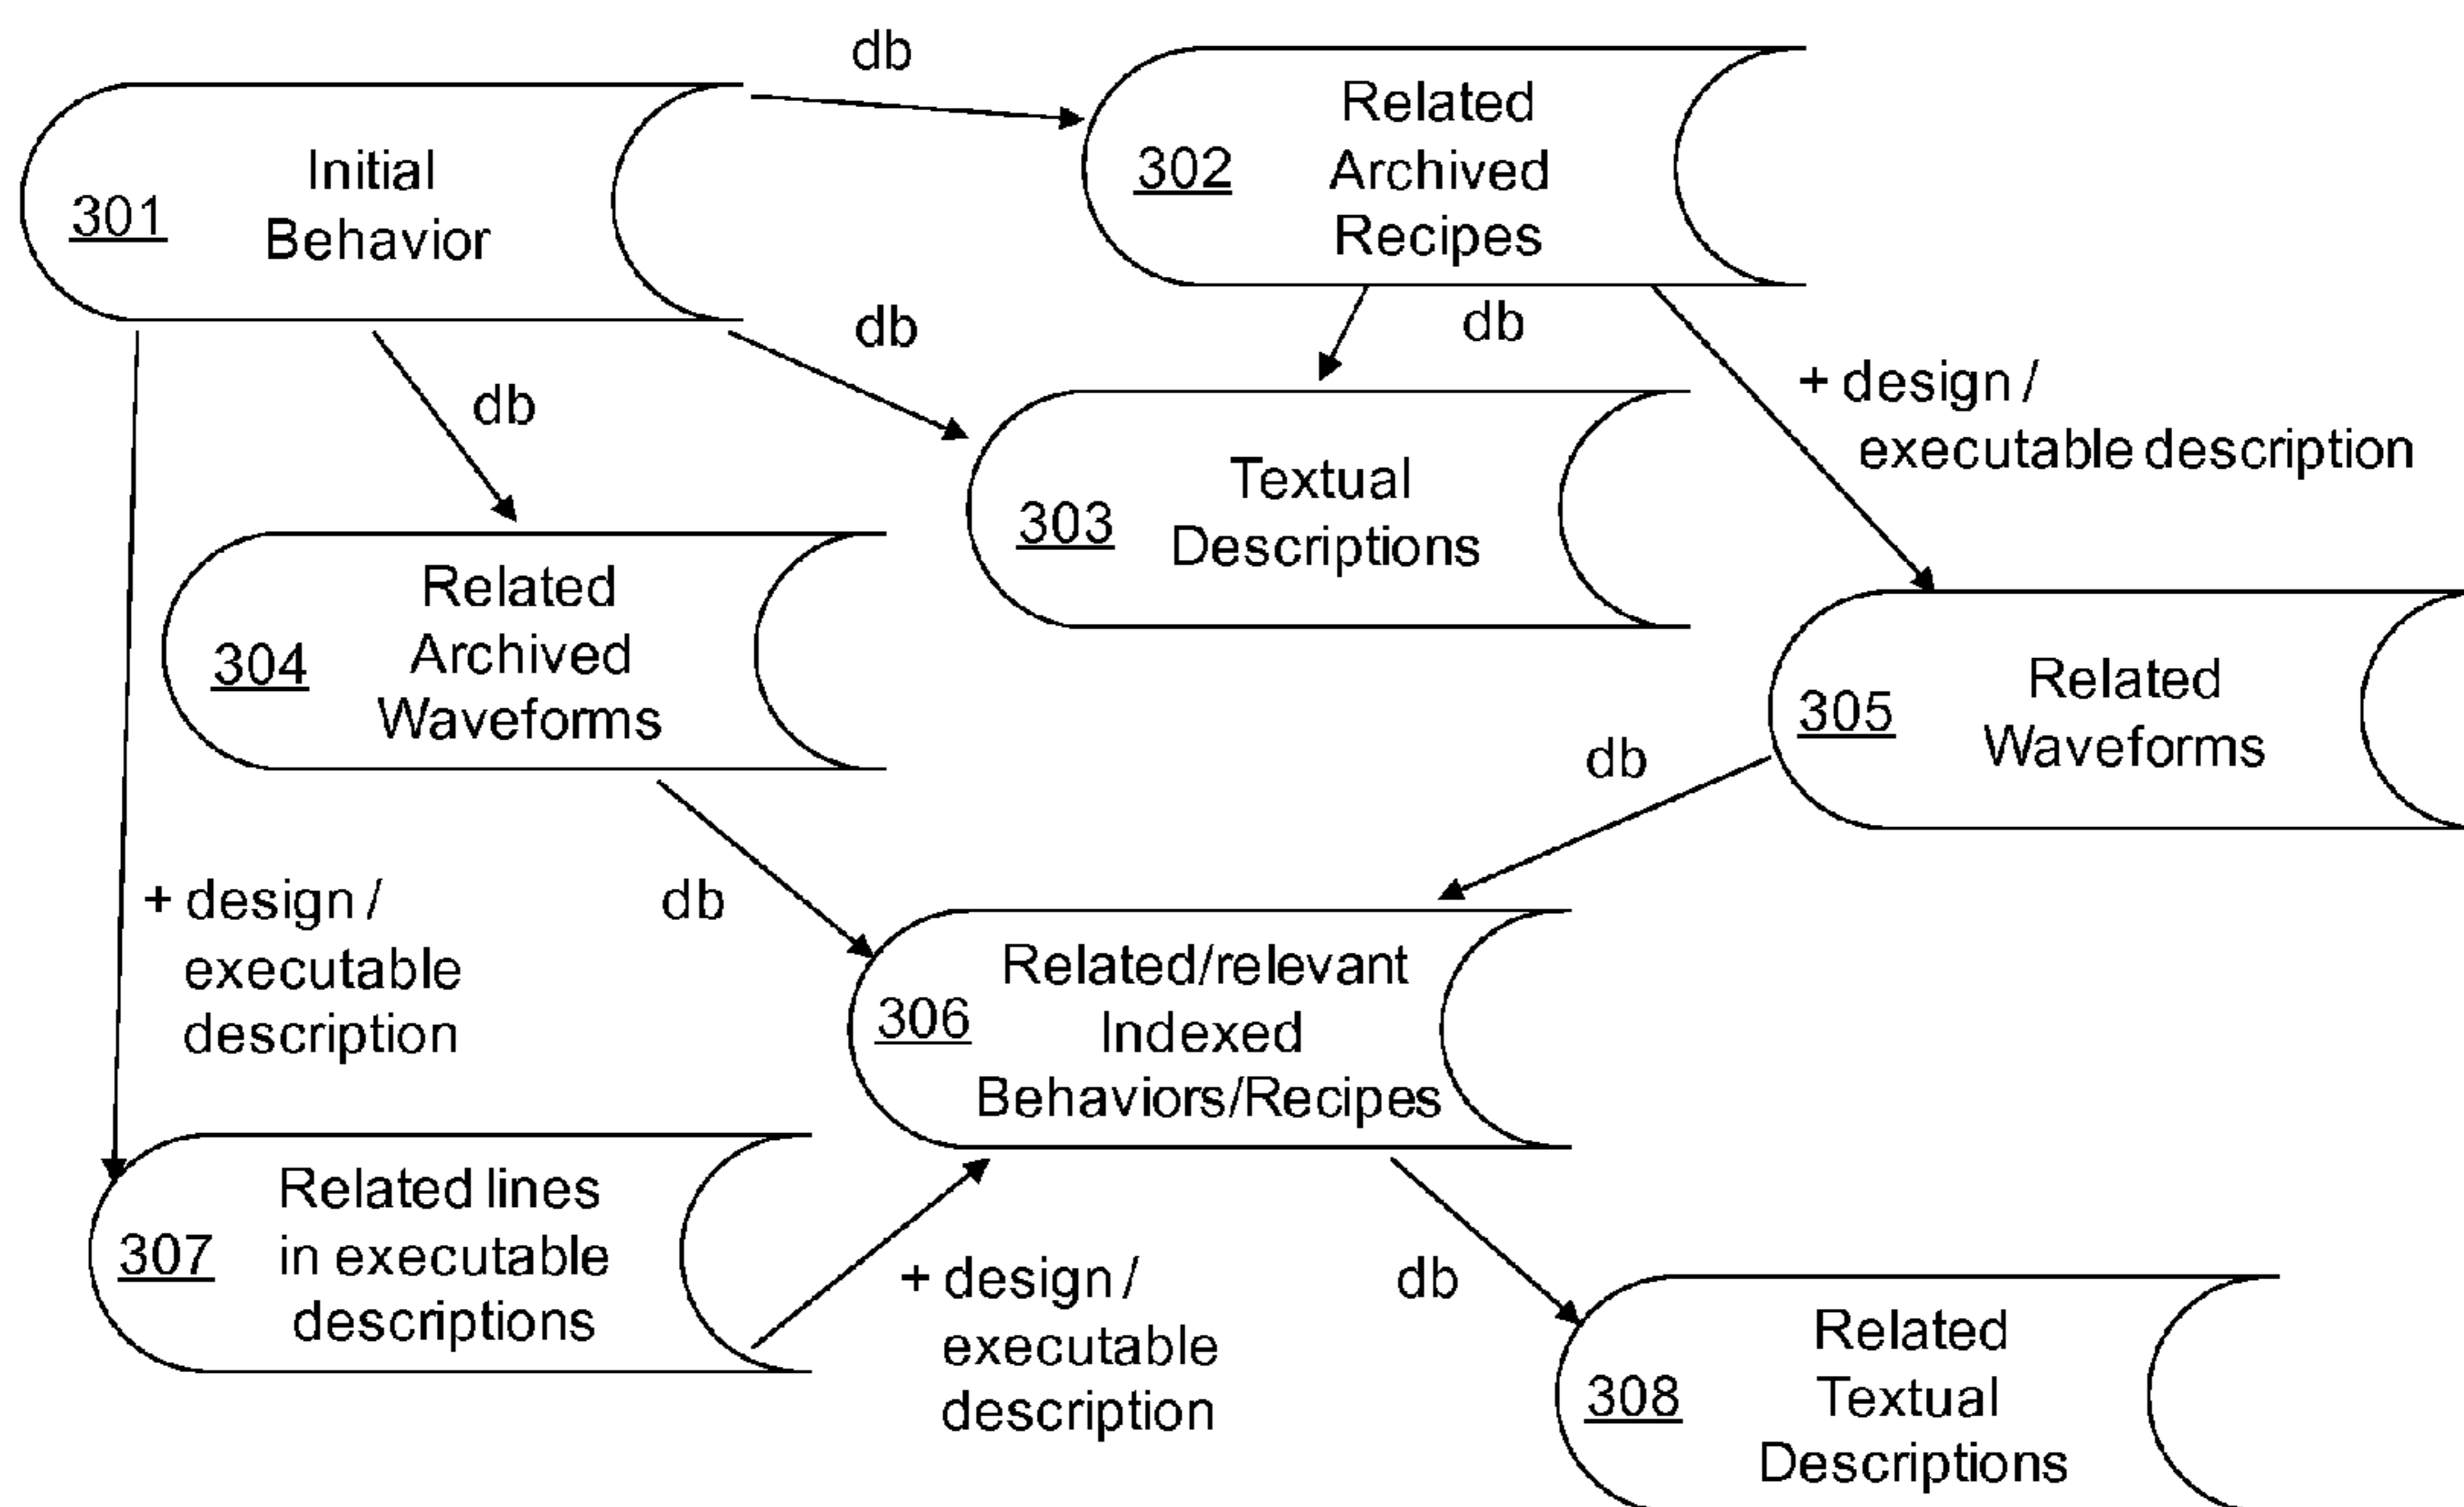 db
Related
Archived
Recipes
302
Initial
Behavior
301
db
db
db
+ design /
executable description
Textual
Descriptions
303
Related
Archived
Waveforms
304
Related
Waveforms
305
db
db
+ design /
executable
description
Related/relevant
Indexed
Behaviors/Recipes
306
Related lines
in executable
descriptions
307
+ design /
executable
description
db
Related
Textual
Descriptions
308